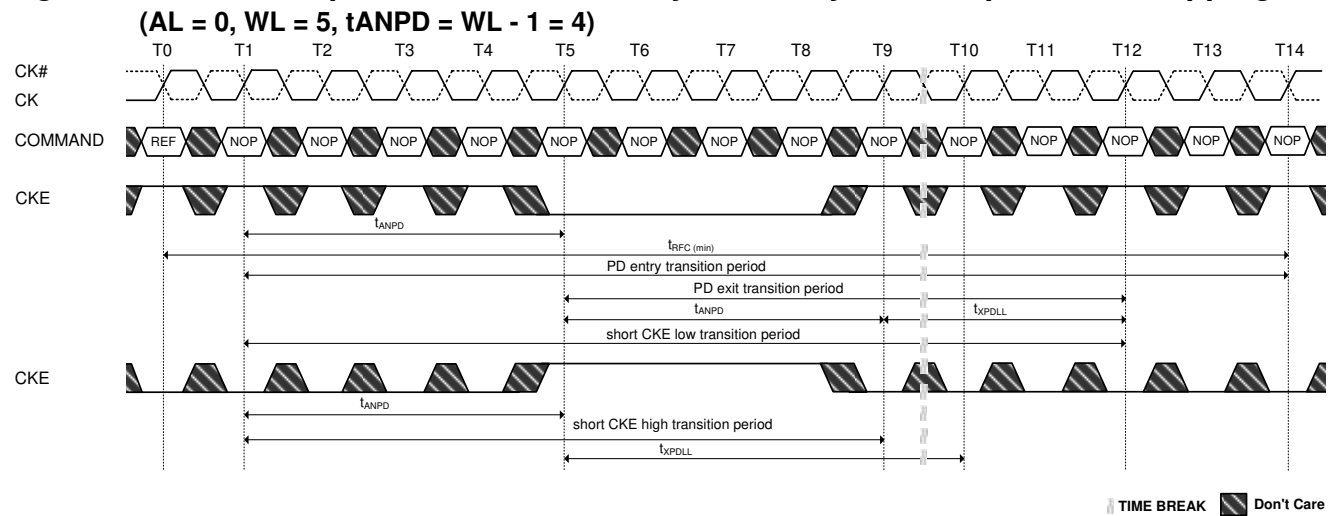 (AL = 0, WL = 5, tANPD = WL - 1 = 4)
T0 T1 T2 T3 T4 T5 T6 T7 T8 T9 T10 T11 T12 T13 T14
CK#
CK
COMMAND REF NOP NOP NOP NOP NOP NOP NOP NOP NOP NOP NOP NOP NOP NOP
CKE
tANPD
tRFC (min)
PD entry transition period
PD exit transition period
tANPD tXPDLL
short CKE low transition period
CKE
tANPD
short CKE high transition period
tXPDLL
TIME BREAK Don't Care